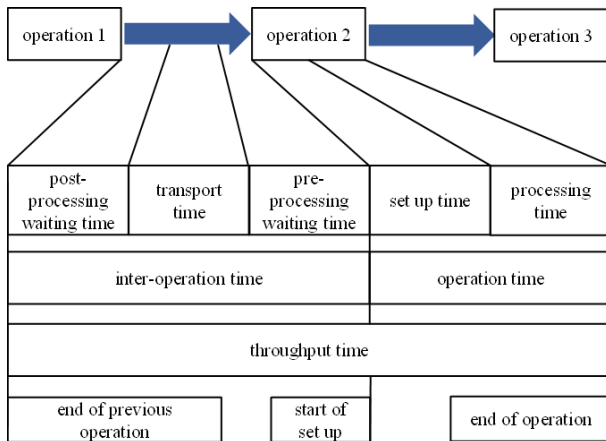 operation 1
operation 2
operation 3
post-
processing
waiting time
transport
time
pre-
processing
waiting time
set up time
processing
time
inter-operation time
operation time
throughput time
end of previous
operation
start of
set up
end of operation